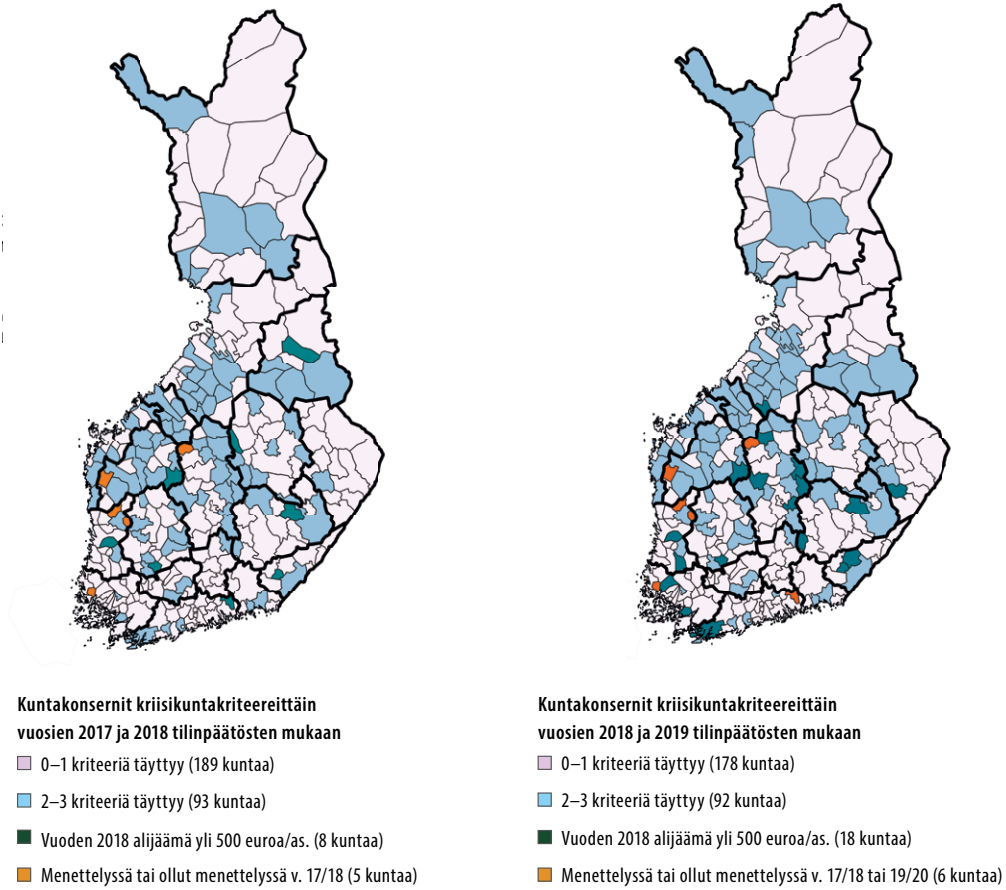 Kuntakonsernit kriisikuntakriteereittäin
vuosien 2017 ja 2018 tilinpäätösten mukaan
0–1 kriteeriä täyttyy (189 kuntaa)
2–3 kriteeriä täyttyy (93 kuntaa)
Vuoden 2018 alijäämä yli 500 euroa/as. (8 kuntaa)
Menettelyssä tai ollut menettelyssä v. 17/18 (5 kuntaa)
Kuntakonsernit kriisikuntakriteereittäin
vuosien 2018 ja 2019 tilinpäätösten mukaan
0–1 kriteeriä täyttyy (178 kuntaa)
2–3 kriteeriä täyttyy (92 kuntaa)
Vuoden 2018 alijäämä yli 500 euroa/as. (18 kuntaa)
Menettelyssä tai ollut menettelyssä v. 17/18 tai 19/20 (6 kuntaa)